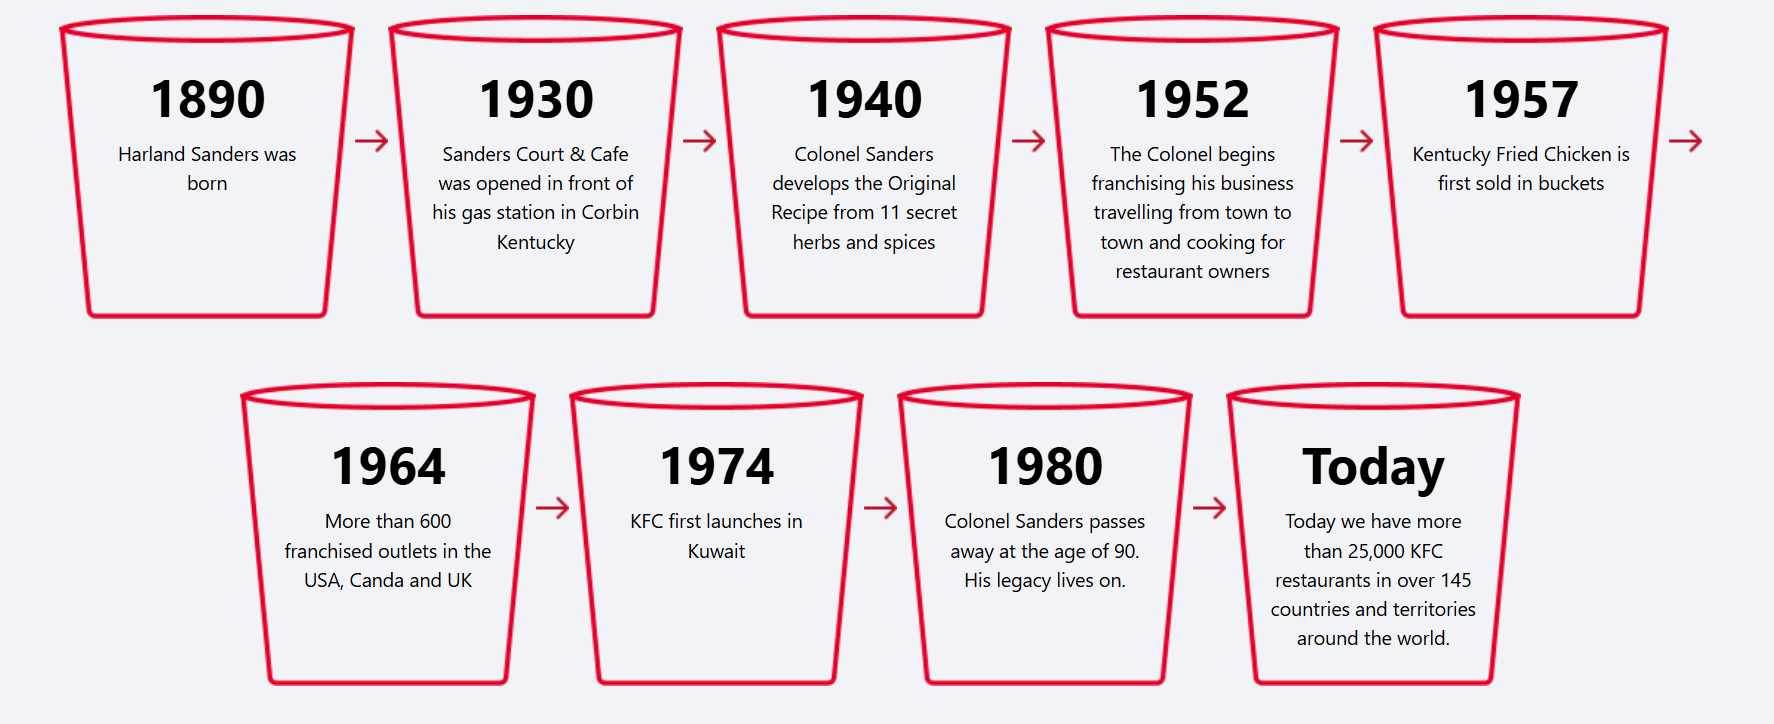 1890
Harland Sanders was
born
1930
Sanders Court & Cafe
was opened in front of
his gas station in Corbin
Kentucky
1940
Colonel Sanders
develops the Original
Recipe from 11 secret
herbs and spices
1952
The Colonel begins
franchising his business
travelling from town to
town and cooking for
restaurant owners
1957
Kentucky Fried Chicken is
first sold in buckets
1964
More than 600
franchised outlets in the
USA, Canda and UK
1974
KFC first launches in
Kuwait
1980
Colonel Sanders passes
away at the age of 90.
His legacy lives on.
Today
Today we have more
than 25,000 KFC
restaurants in over 145
countries and territories
around the world.